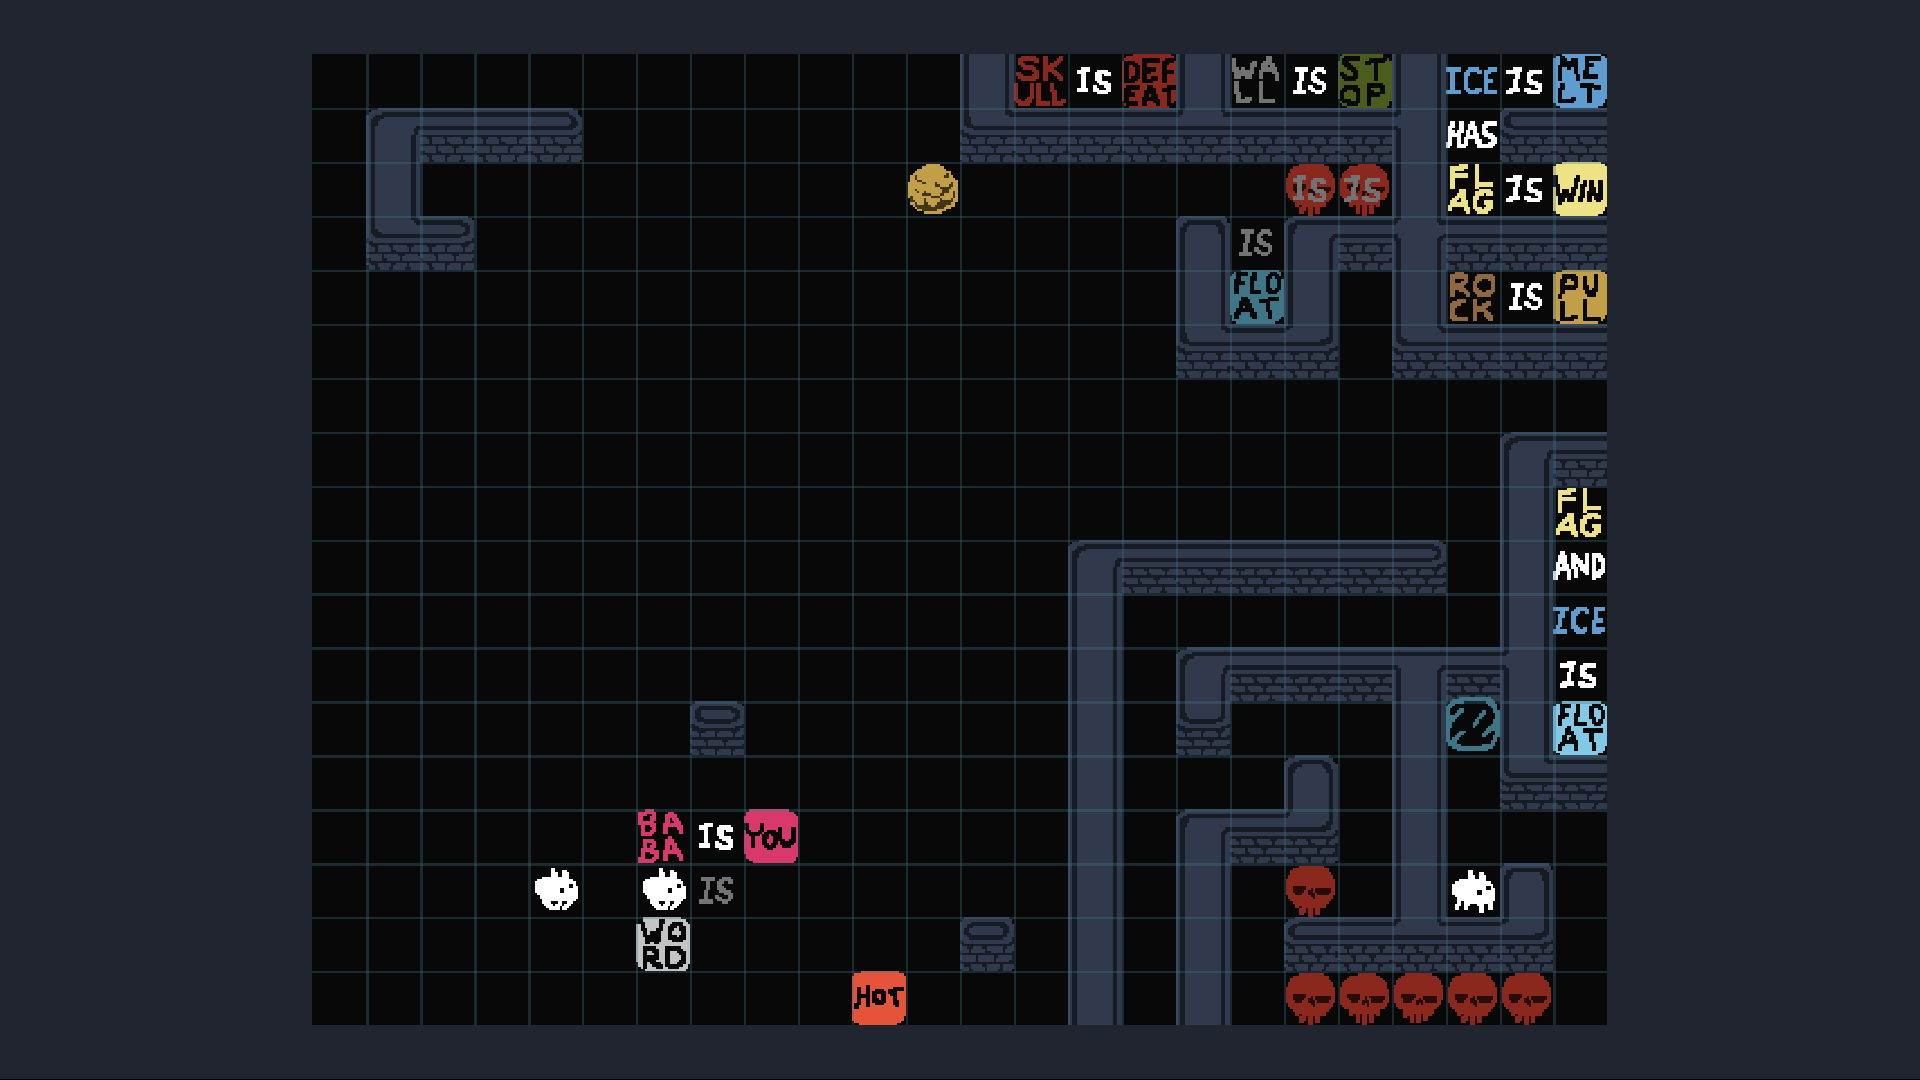 SKULL IS DEFEAT WALL IS STOP ICE IS MELT
HAS
IS IS FLAG IS WIN
IS
FLOAT ROCK IS PULL
FLAG
AND
ICE
IS
FLOAT
BABA IS YOU
IS
WORD
HOT